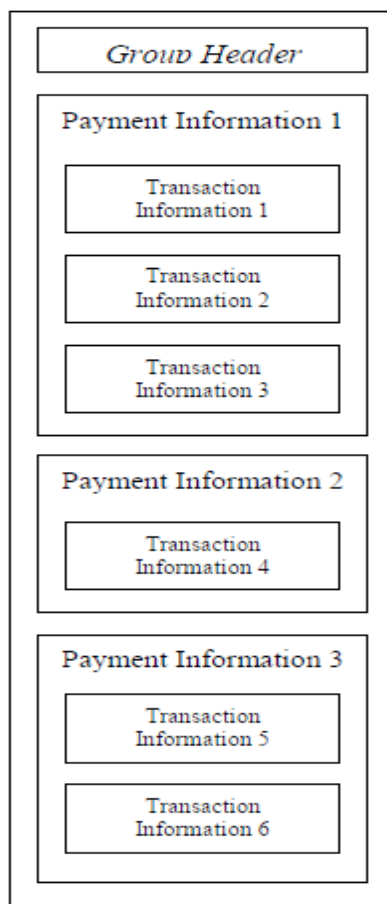 Group Header
Payment Information 1
Transaction
Information 1
Transaction
Information 2
Transaction
Information 3
Payment Information 2
Transaction
Information 4
Payment Information 3
Transaction
Information 5
Transaction
Information 6